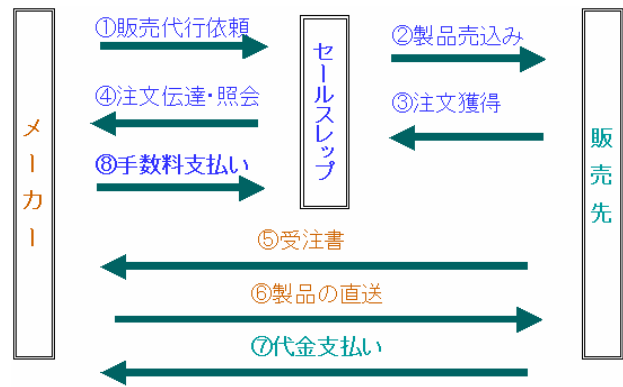 ①販売代行依頼
②製品売込み
④注文伝達・照会
③注文獲得
⑧手数料支払い
メーカー
セールスレップ
販売先
⑤受注書
⑥製品の直送
⑦代金支払い